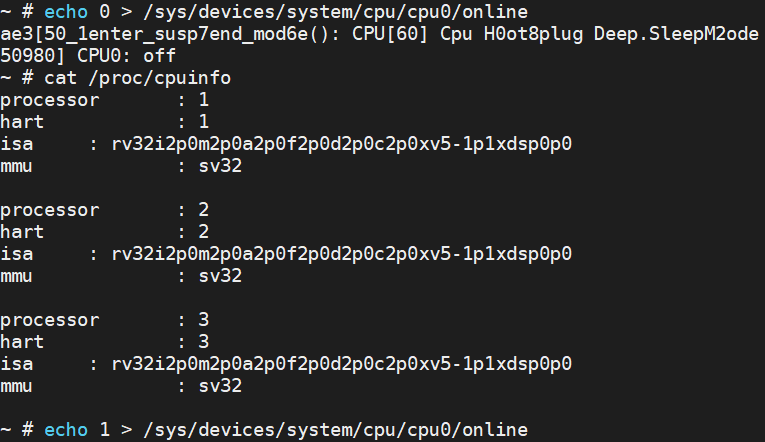 ~ # echo 0 > /sys/devices/system/cpu/cpu0/online
ae3[50_1enter_susp7end_mod6e(): CPU[60] Cpu H0ot8plug Deep.SleepM2ode
50980] CPU0: off
~ # cat /proc/cpuinfo
processor : 1
hart : 1
isa : rv32i2p0m2p0a2p0f2p0d2p0c2p0xv5-1p1xdsp0p0
mmu : sv32
processor : 2
hart : 2
isa : rv32i2p0m2p0a2p0f2p0d2p0c2p0xv5-1p1xdsp0p0
mmu : sv32
processor : 3
hart : 3
isa : rv32i2p0m2p0a2p0f2p0d2p0c2p0xv5-1p1xdsp0p0
mmu : sv32
~ # echo 1 > /sys/devices/system/cpu/cpu0/online